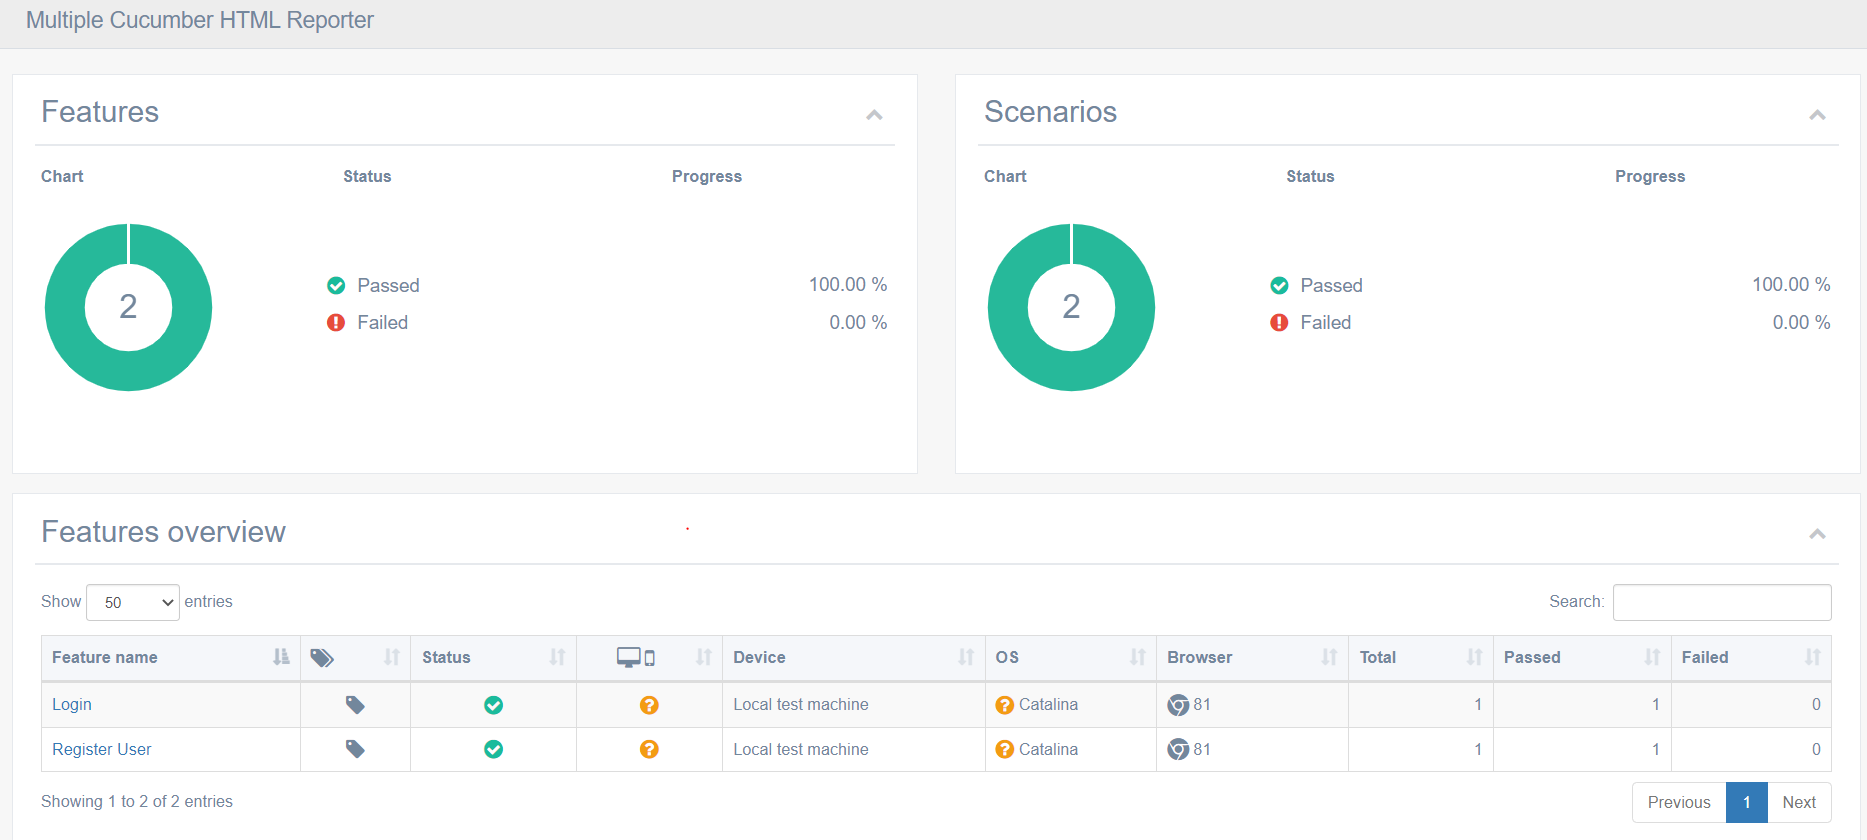 Multiple Cucumber HTML Reporter
Features
Chart Status Progress
2
Passed 100.00 %
Failed 0.00 %
Scenarios
Chart Status Progress
2
Passed 100.00 %
Failed 0.00 %
Features overview
Show 50 entries Search:
Feature name Status Device OS Browser Total Passed Failed
Login Local test machine Catalina 81 1 1 0
Register User Local test machine Catalina 81 1 1 0
Showing 1 to 2 of 2 entries Previous 1 Next